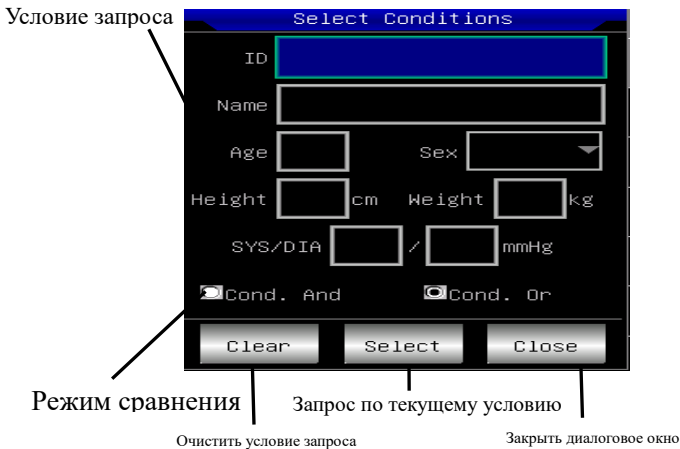 Условие запроса
Select Conditions
ID
Name
Age Sex
Height cm Weight kg
SYS/DIA / mmHg
Cond. And Cond. Or
Clear Select Close
Режим сравнения
Запрос по текущему условию
Очистить условие запроса
Закрыть диалоговое окно